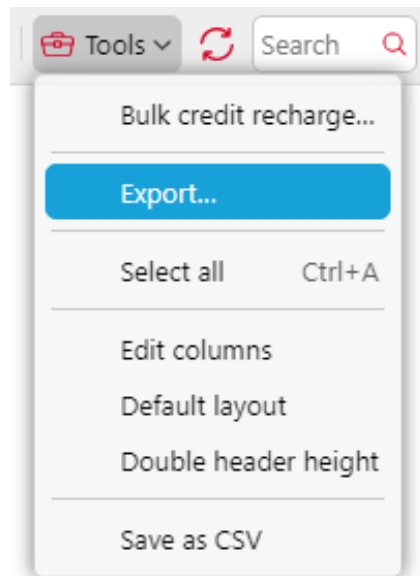 Tools Search
Bulk credit recharge...
Export...
Select all Ctrl+A
Edit columns
Default layout
Double header height
Save as CSV